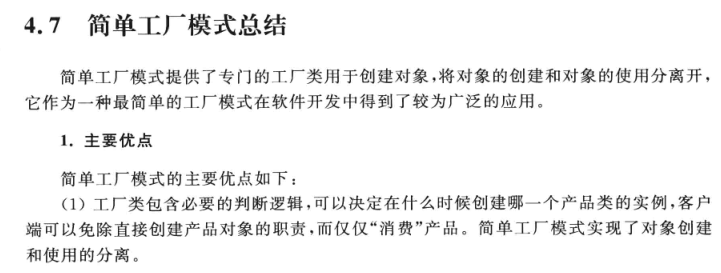 4.7 简单工厂模式总结
简单工厂模式提供了专门的工厂类用于创建对象,将对象的创建和对象的使用分离开,
它作为一种最简单的工厂模式在软件开发中得到了较为广泛的应用。
1. 主要优点
简单工厂模式的主要优点如下:
(1) 工厂类包含必要的判断逻辑,可以决定在什么时候创建哪一个产品类的实例,客户
端可以免除直接创建产品对象的职责,而仅仅“消费”产品。简单工厂模式实现了对象创建
和使用的分离。